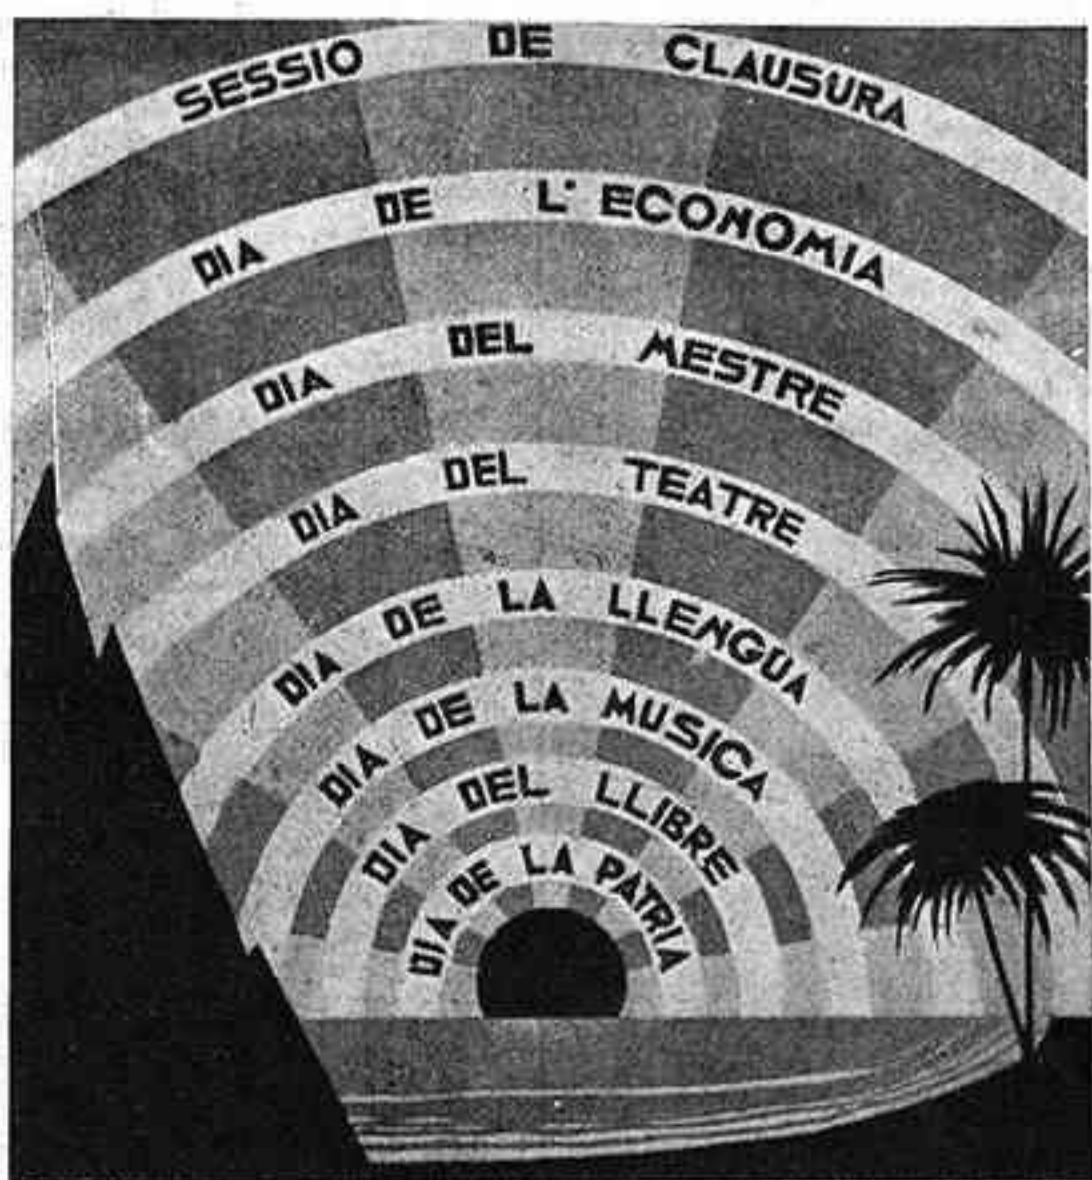 SESSIO DE CLAUSURA
DIA DE L'ECONOMIA
DIA DEL MESTRE
DIA DEL TEATRE
DIA DE LA LLENGUA
DIA DE LA MUSICA
DIA DEL LLIBRE
DIA DE LA PATRIA